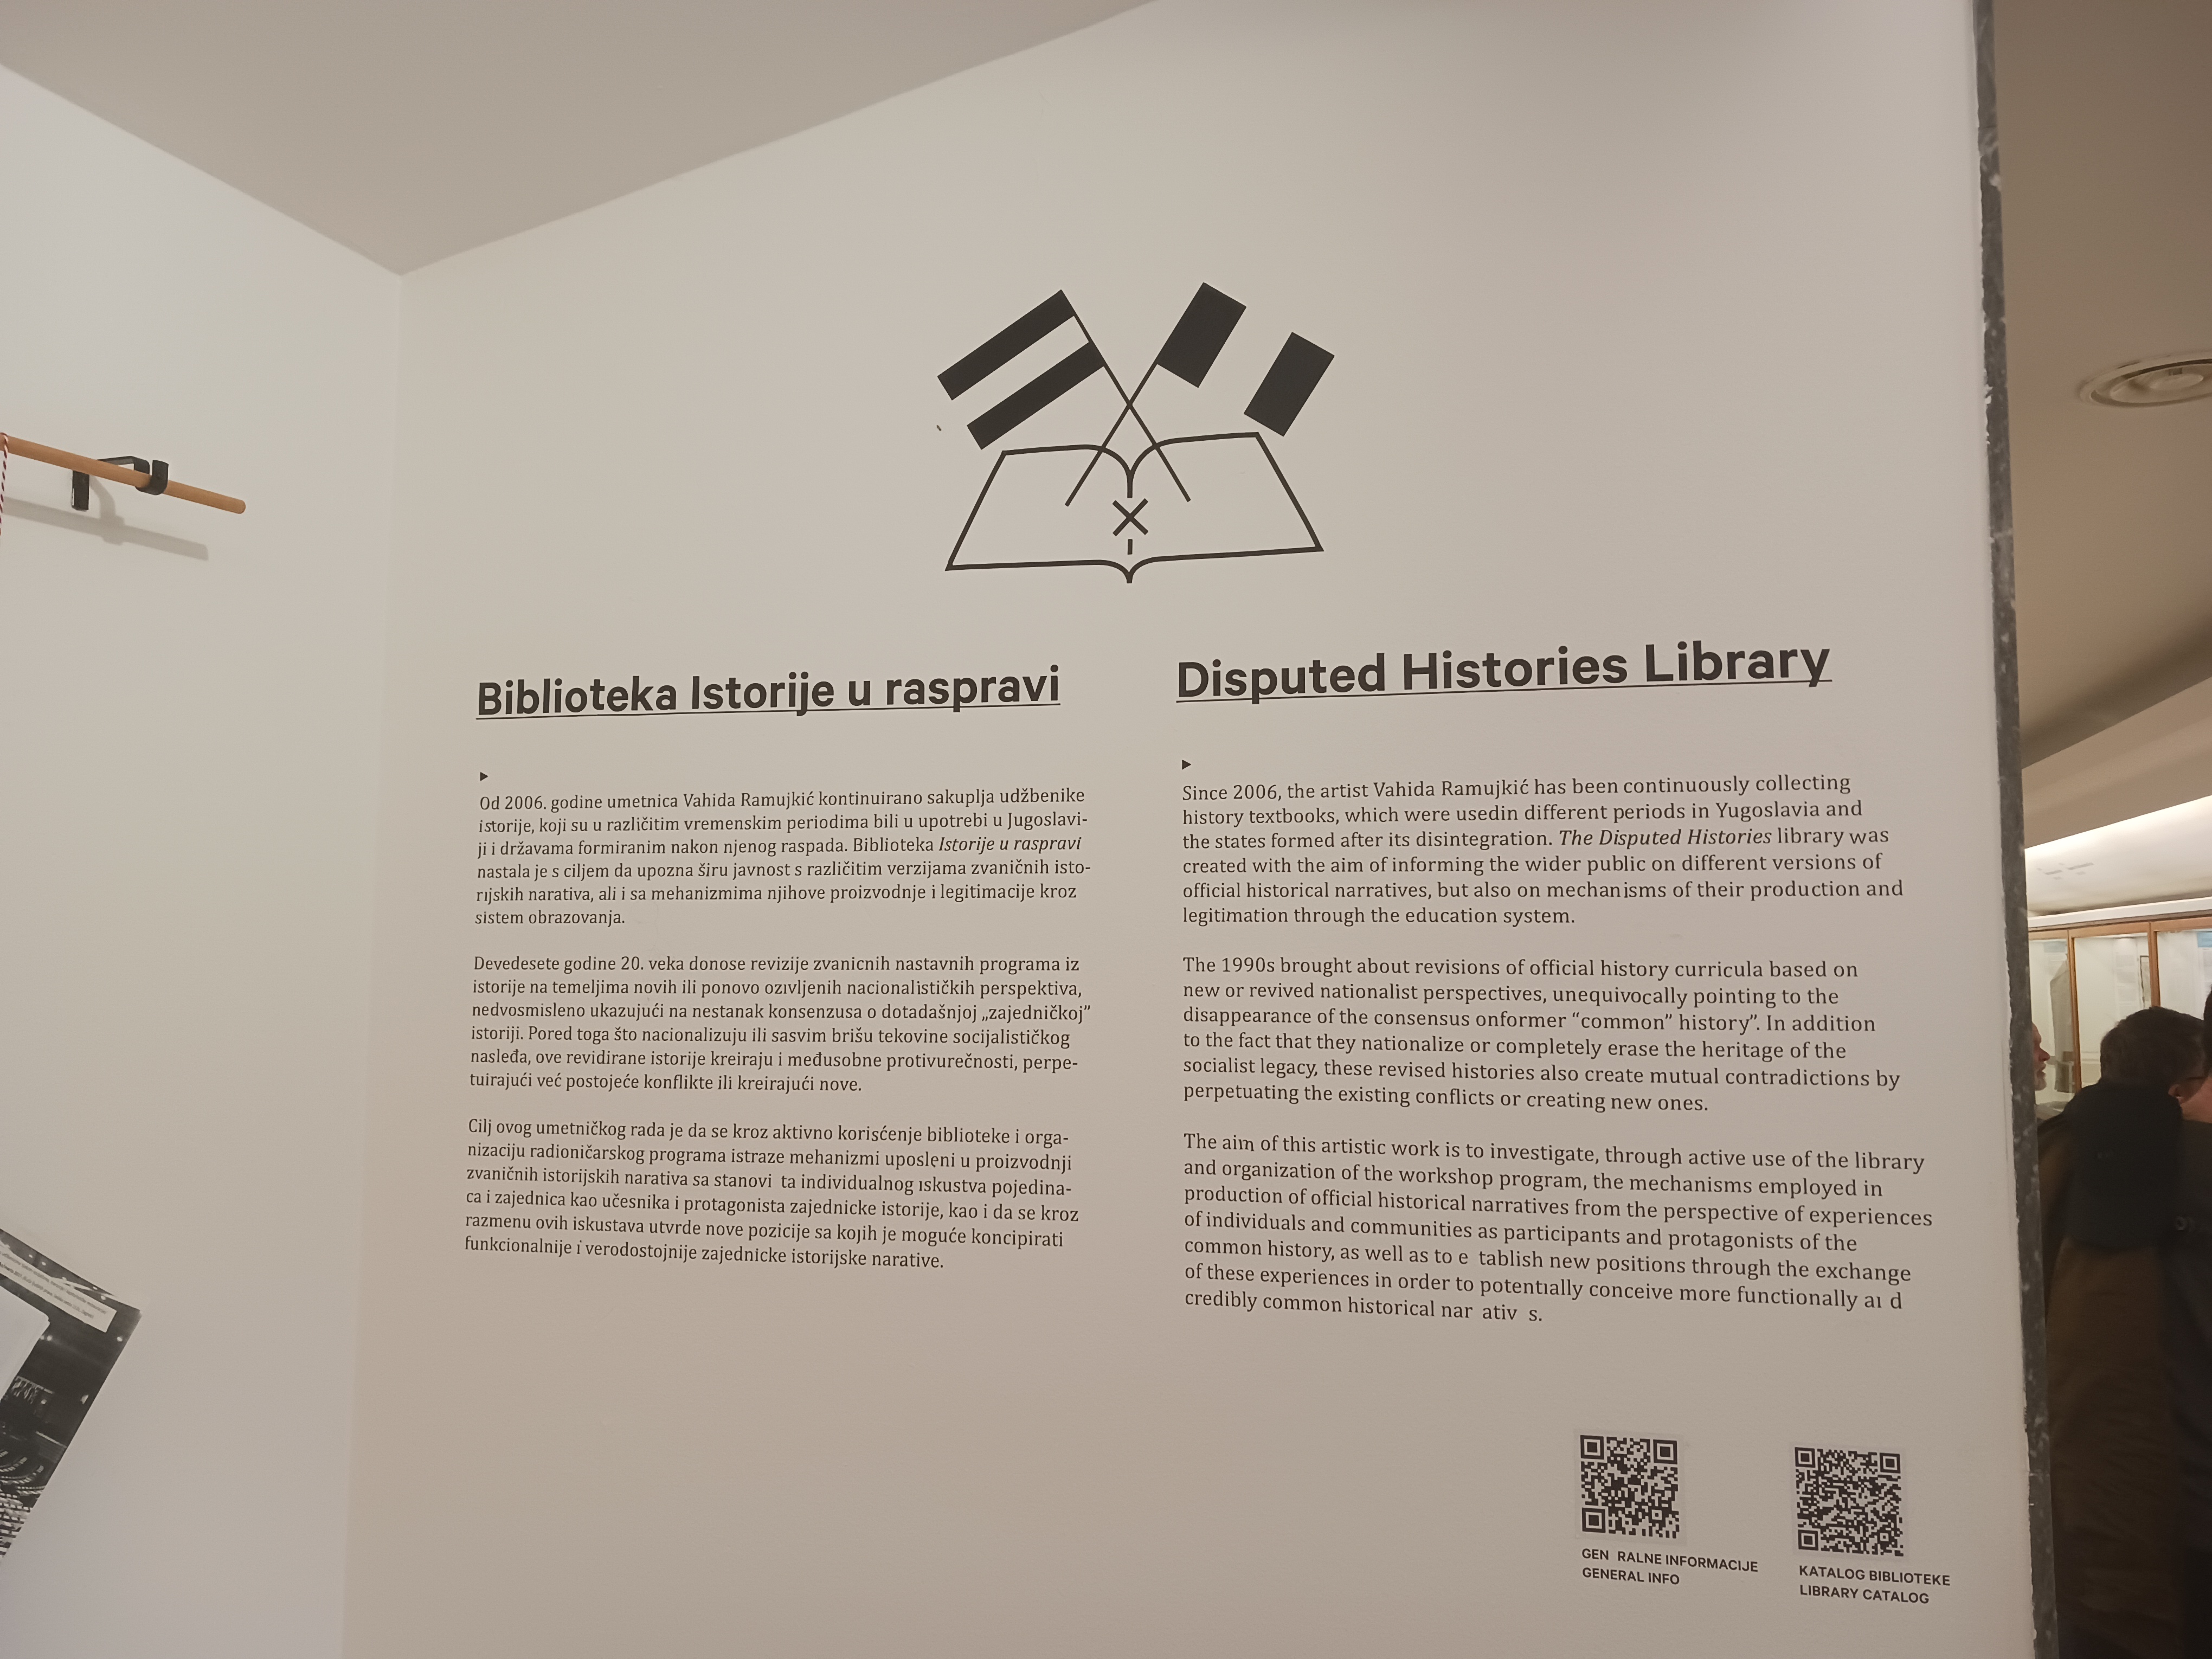 Biblioteka Istorije u raspravi
Od 2006. godine umetnica Vahida Ramujkić kontinuirano sakuplja udžbenike
istorije, koji su u različitim vremenskim periodima bili u upotrebi u Jugoslavi-
ji i državama formiranim nakon njenog raspada. Biblioteka Istorije u raspravi
nastala je s ciljem da upozna širu javnost s različitim verzijama zvaničnih isto-
rijskih narativa, ali i sa mehanizmima njihove proizvodnje i legitimacije kroz
sistem obrazovanja.
Devedesete godine 20. veka donose revizije zvanicnih nastavnih programa iz
istorije na temeljima novih ili ponovo ozivljenih nacionalističkih perspektiva,
nedvosmisleno ukazujući na nestanak konsenzusa o dotadašnjoj „zajedničkoj”
istoriji. Pored toga što nacionalizuju ili sasvim brišu tekovine socijalističkog
nasleđa, ove revidirane istorije kreiraju i međusobne protivurečnosti, perpe-
tuirajući već postojeće konflikte ili kreirajući nove.
Cilj ovog umetničkog rada je da se kroz aktivno korisćenje biblioteke i orga-
nizaciju radioničarskog programa istraze mehanizmi uposleni u proizvodnji
zvaničnih istorijskih narativa sa stanovi ta individualnog iskustva pojedina-
ca i zajednica kao učesnika i protagonista zajednicke istorije, kao i da se kroz
razmenu ovih iskustava utvrde nove pozicije sa kojih je moguće koncipirati
funkcionalnije i verodostojnije zajednicke istorijske narative.
Disputed Histories Library
Since 2006, the artist Vahida Ramujkić has been continuously collecting
history textbooks, which were usedin different periods in Yugoslavia and
the states formed after its disintegration. The Disputed Histories library was
created with the aim of informing the wider public on different versions of
official historical narratives, but also on mechanisms of their production and
legitimation through the education system.
The 1990s brought about revisions of official history curricula based on
new or revived nationalist perspectives, unequivocally pointing to the
disappearance of the consensus onformer “common” history”. In addition
to the fact that they nationalize or completely erase the heritage of the
socialist legacy, these revised histories also create mutual contradictions by
perpetuating the existing conflicts or creating new ones.
The aim of this artistic work is to investigate, through active use of the library
and organization of the workshop program, the mechanisms employed in
production of official historical narratives from the perspective of experiences
of individuals and communities as participants and protagonists of the
common history, as well as to e tablish new positions through the exchange
of these experiences in order to potentially conceive more functionally ai d
credibly common historical nar ativ s.
GEN RALNE INFORMACIJE
GENERAL INFO
KATALOG BIBLIOTEKE
LIBRARY CATALOG